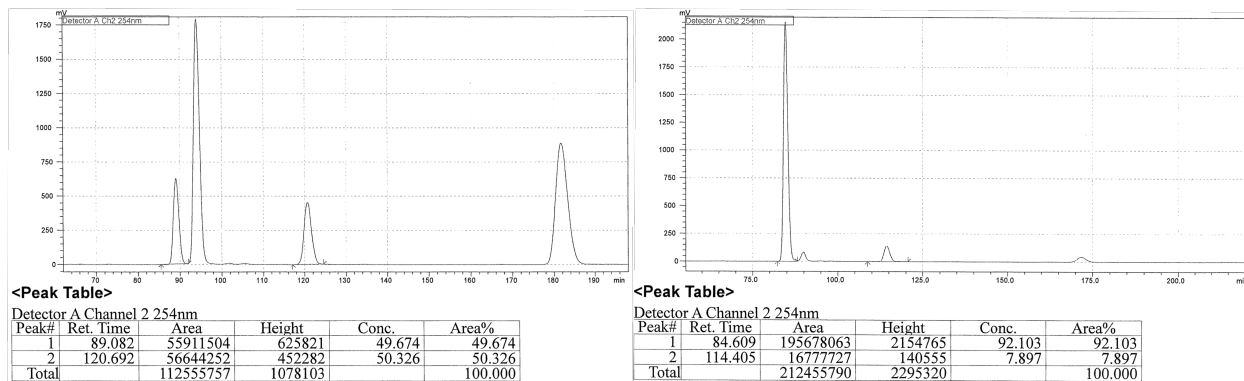 mV
Detector A Ch2 254nm
1750
1500
1250
1000
750
500
250
0
70 80 90 100 110 120 130 140 150 160 170 180 190 min
<Peak Table>
Detector A Channel 2 254nm
Peak# Ret. Time Area Height Conc. Area%
1 89.082 55911504 625821 49.674 49.674
2 120.692 56644252 452282 50.326 50.326
Total 112555757 1078103 100.000
mV
Detector A Ch2 254nm
2000
1750
1500
1250
1000
750
500
250
0
75.0 100.0 125.0 150.0 175.0 200.0 mi
<Peak Table>
Detector A Channel 2 254nm
Peak# Ret. Time Area Height Conc. Area%
1 84.609 195678063 2154765 92.103 92.103
2 114.405 16777727 140555 7.897 7.897
Total 212455790 2295320 100.000